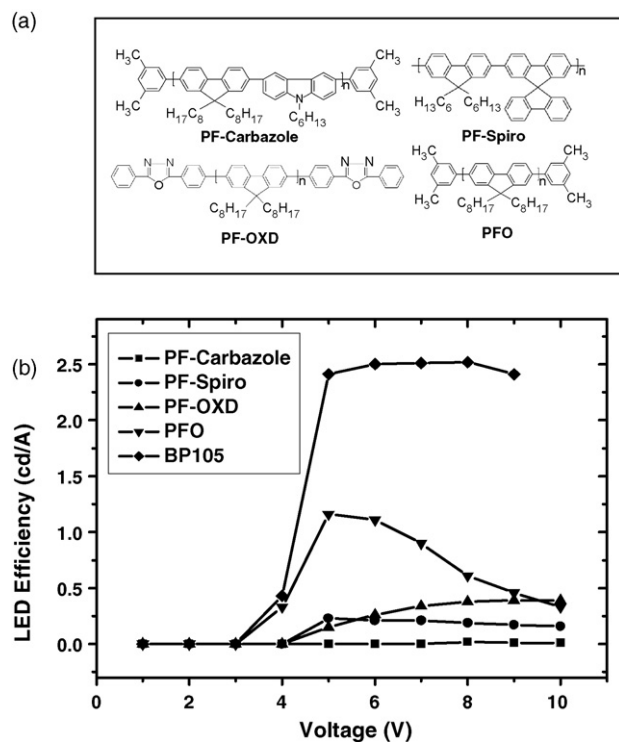 (a)
H₃C
CH₃
n
H₃C
CH₃
N
H₁₇C₈
C₈H₁₇
C₆H₁₃
PF-Carbazole
n
H₁₃C₆
C₆H₁₃
PF-Spiro
N N
O
n
N N
O
C₈H₁₇
C₈H₁₇
PF-OXD
H₃C
CH₃
n
H₃C
CH₃
C₈H₁₇
C₈H₁₇
PFO
(b)
PF-Carbazole
PF-Spiro
PF-OXD
PFO
BP105
2.5
2.0
1.5
1.0
0.5
0.0
LED Efficiency (cd/A)
0 2 4 6 8 10
Voltage (V)